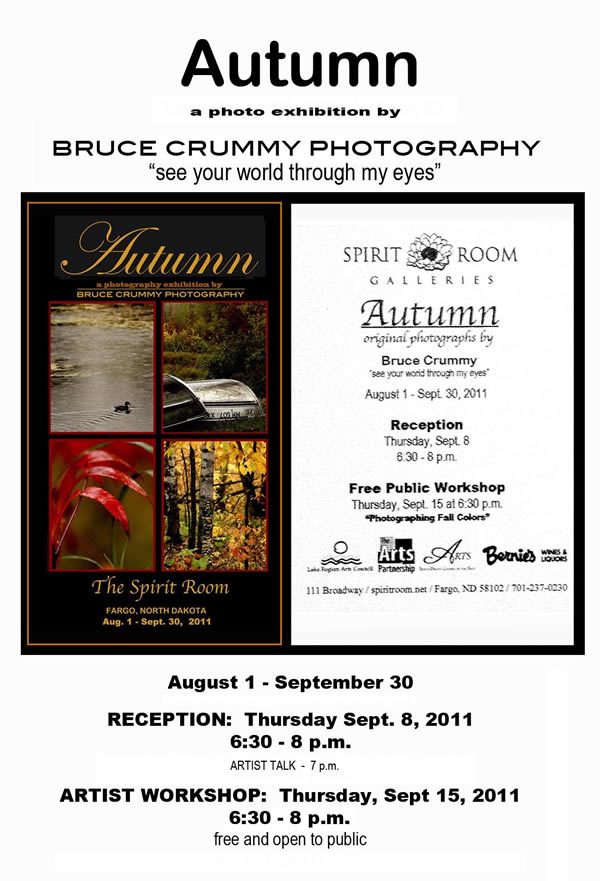 Autumn
a photo exhibition by
BRUCE CRUMMY PHOTOGRAPHY
“see your world through my eyes”
Autumn
a photography exhibition by
BRUCE CRUMMY PHOTOGRAPHY
The Spirit Room
FARGO, NORTH DAKOTA
Aug. 1 - Sept. 30, 2011
SPIRIT ROOM
GALLERIES
Autumn
original photographs by
Bruce Crummy
"see your world through my eyes"
August 1 - Sept. 30, 2011
Reception
Thursday, Sept. 8
6:30 - 8 p.m.
Free Public Workshop
Thursday, Sept. 15 at 6:30 p.m.
"Photographing Fall Colors"
Lake Region Arts Council
The Arts
Partnership
ARTS
Bernie's WINES &
LIQUORS
111 Broadway / spiritroom.net / Fargo, ND 58102 / 701-237-0230
August 1 - September 30
RECEPTION: Thursday Sept. 8, 2011
6:30 - 8 p.m.
ARTIST TALK - 7 p.m.
ARTIST WORKSHOP: Thursday, Sept 15, 2011
6:30 - 8 p.m.
free and open to public